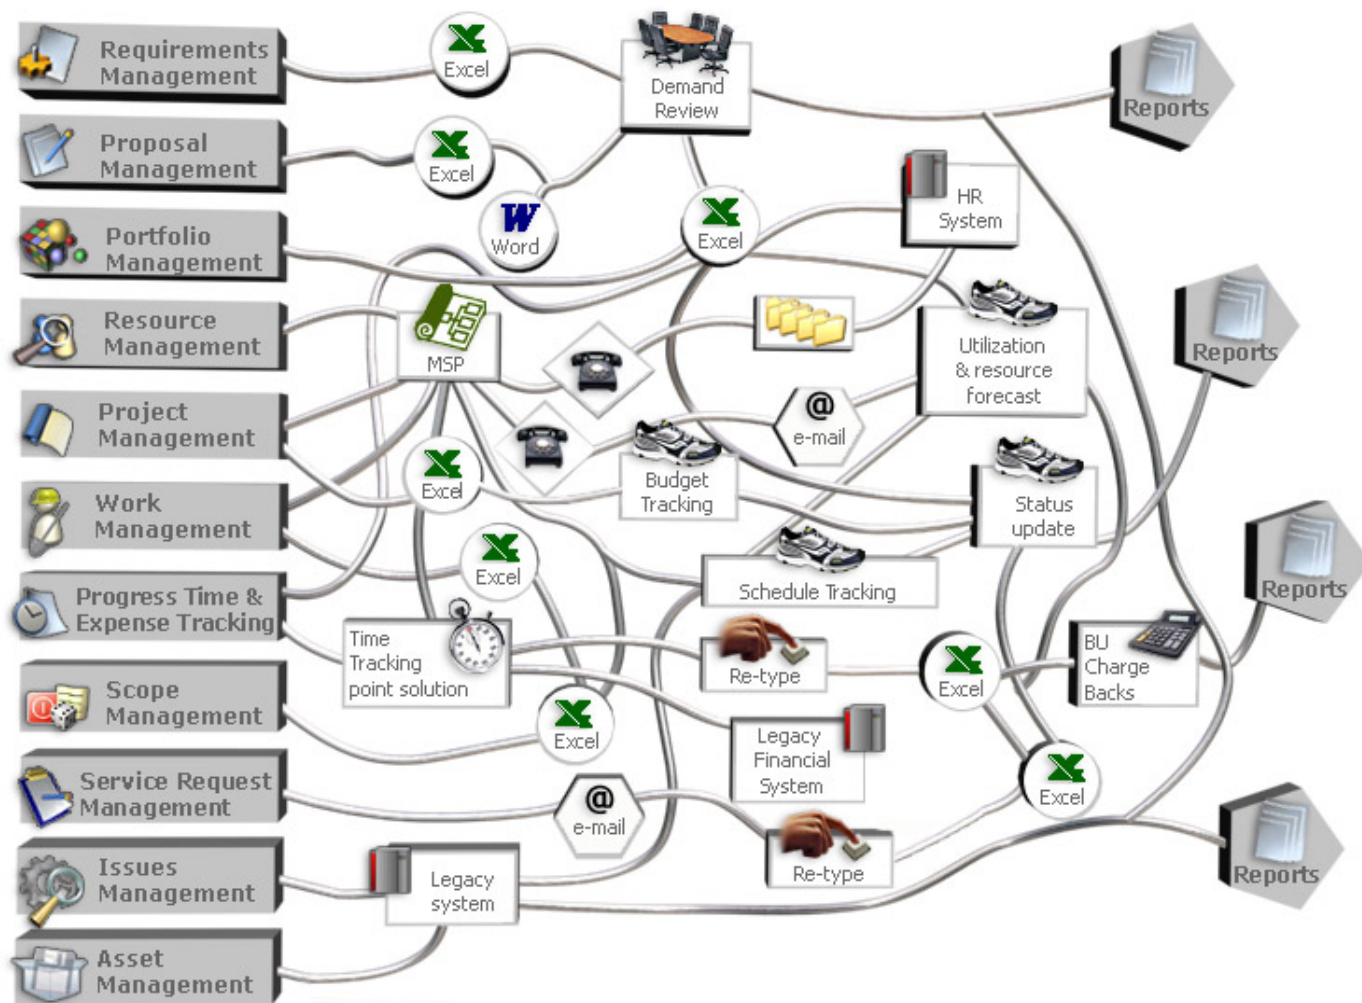 Requirements
Management
Excel
Demand
Review
Reports
Proposal
Management
Excel
Word
Excel
HR
System
Portfolio
Management
Resource
Management
MSP
Utilization
& resource
forecast
Reports
Project
Management
@
e-mail
Excel
Budget
Tracking
Status
update
Work
Management
Excel
Schedule Tracking
Reports
Progress Time &
Expense Tracking
Time
Tracking
point solution
Re-type
Excel
BU
Charge
Backs
Scope
Management
Excel
Legacy
Financial
System
Excel
Service Request
Management
@
e-mail
Re-type
Reports
Issues
Management
Legacy
system
Asset
Management